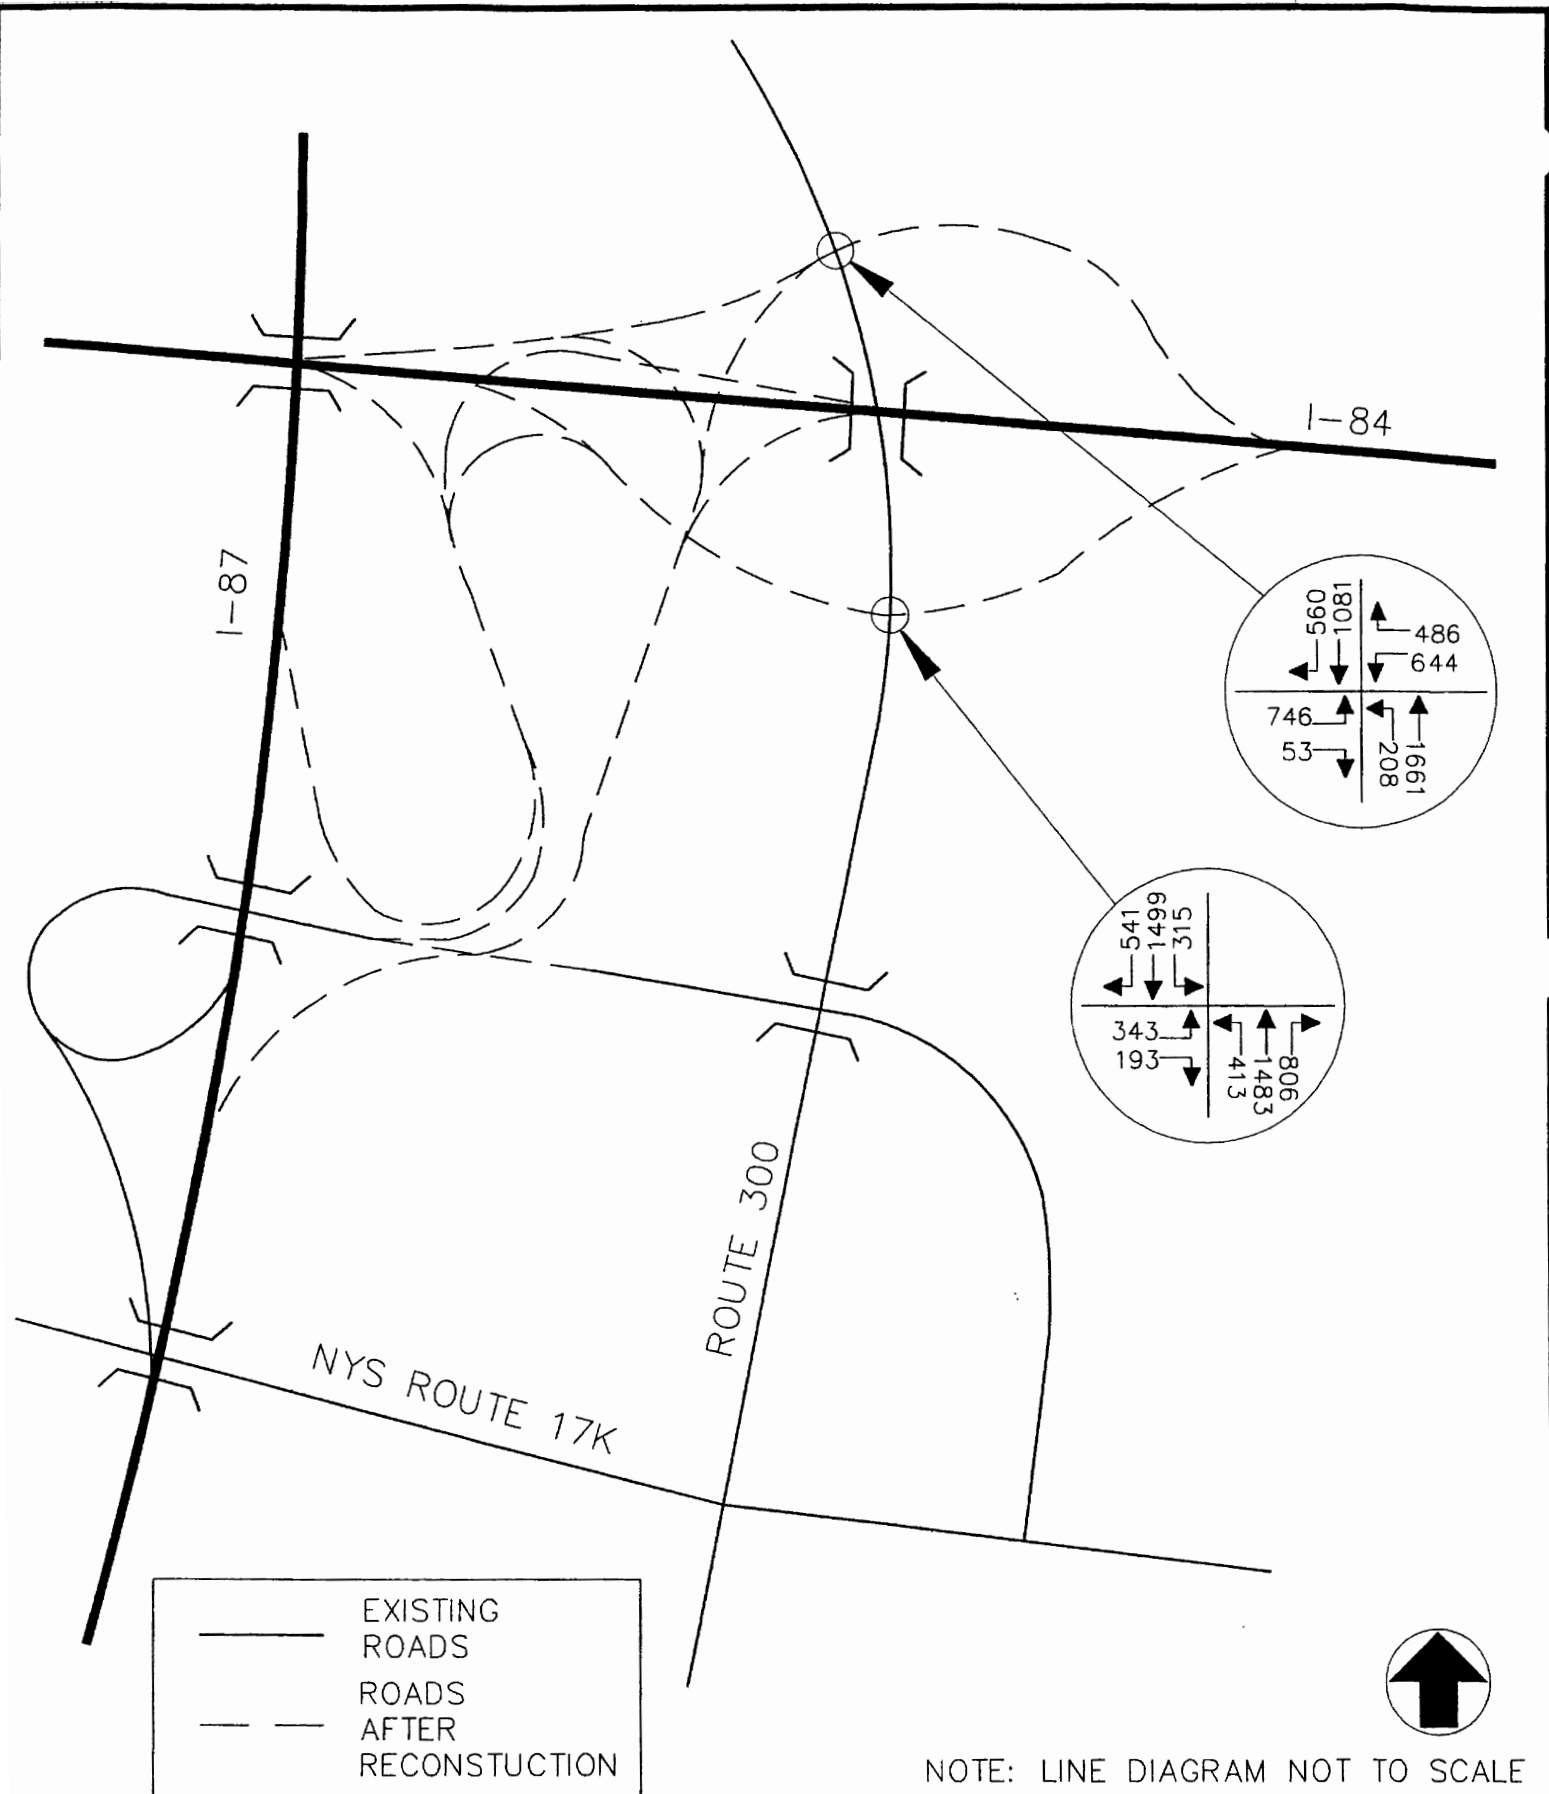 I-84
I-87
560
1081
486
644
746
53
208
1661
541
1499
315
343
193
413
1483
806
ROUTE 300
NYS ROUTE 17K
EXISTING
ROADS
ROADS
AFTER
RECONSTUCTION
NOTE: LINE DIAGRAM NOT TO SCALE